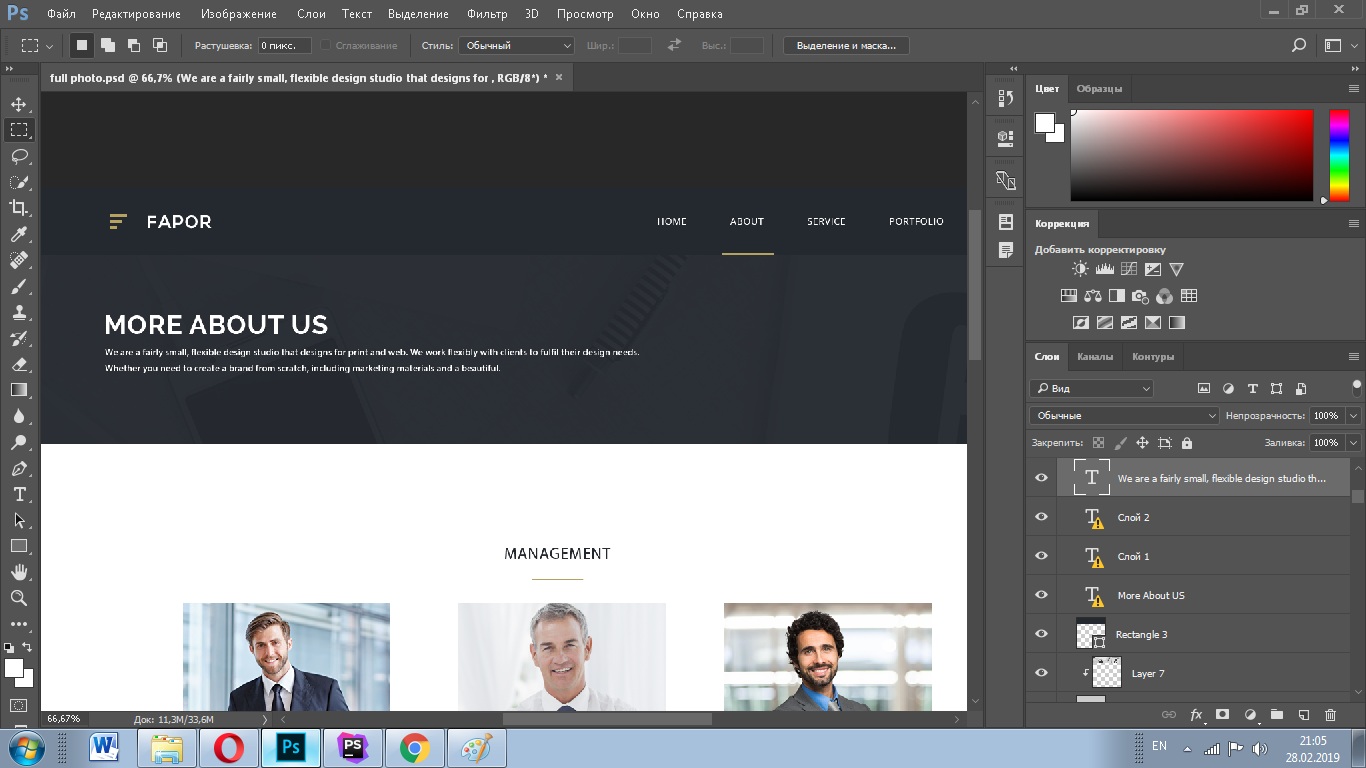 Ps Файл Редактирование Изображение Слои Текст Выделение Фильтр 3D Просмотр Окно Справка
Растушевка: 0 пикс. Сглаживание Стиль: Обычный Шир.: Выс.: Выделение и маска...
full photo.psd @ 66,7% (We are a fairly small, flexible design studio that designs for , RGB/8*) * ×
Цвет Образцы
FAPOR HOME ABOUT SERVICE PORTFOLIO
Коррекция
Добавить корректировку
MORE ABOUT US
We are a fairly small, flexible design studio that designs for print and web. We work flexibly with clients to fulfil their design needs.
Whether you need to create a brand from scratch, including marketing materials and a beautiful.
Слои Каналы Контуры
Вид
Обычные Непрозрачность: 100%
Закрепить: Заливка: 100%
We are a fairly small, flexible design studio th...
Слой 2
Слой 1
More About US
Rectangle 3
Layer 7
MANAGEMENT
66,67% Док: 11,3M/33,6M
W Ps PS EN 21:05
28.02.2019